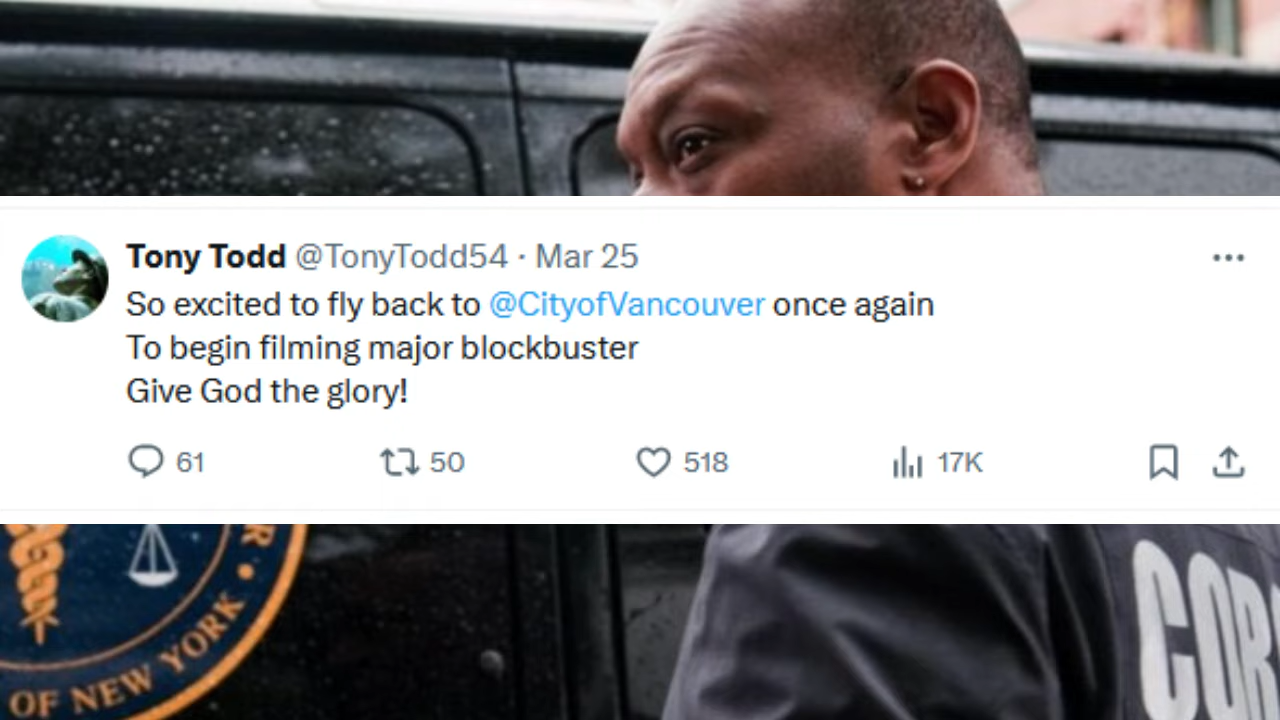 Tony Todd @TonyTodd54 · Mar 25
So excited to fly back to @CityofVancouver once again
To begin filming major blockbuster
Give God the glory!
61 50 518 17K
R
OF NEW YORK
COR